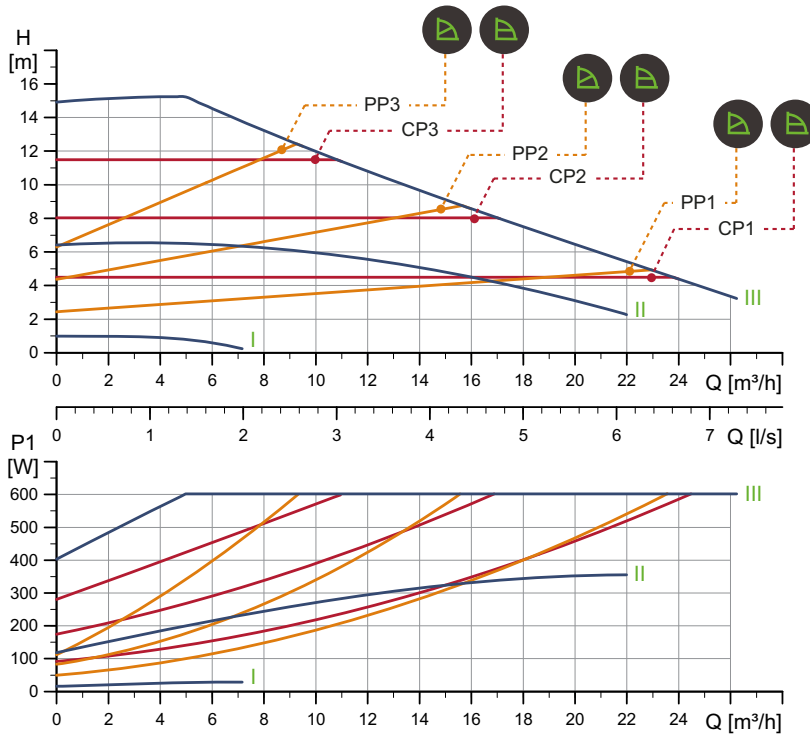 H
[m]
16
14
12
10
8
6
4
2
0
PP3
CP3
PP2
CP2
PP1
CP1
I
II
III
0 2 4 6 8 10 12 14 16 18 20 22 24 Q [m³/h]
0 1 2 3 4 5 6 7 Q [l/s]
P1
[W]
600
500
400
300
200
100
0
III
II
I
0 2 4 6 8 10 12 14 16 18 20 22 24 Q [m³/h]